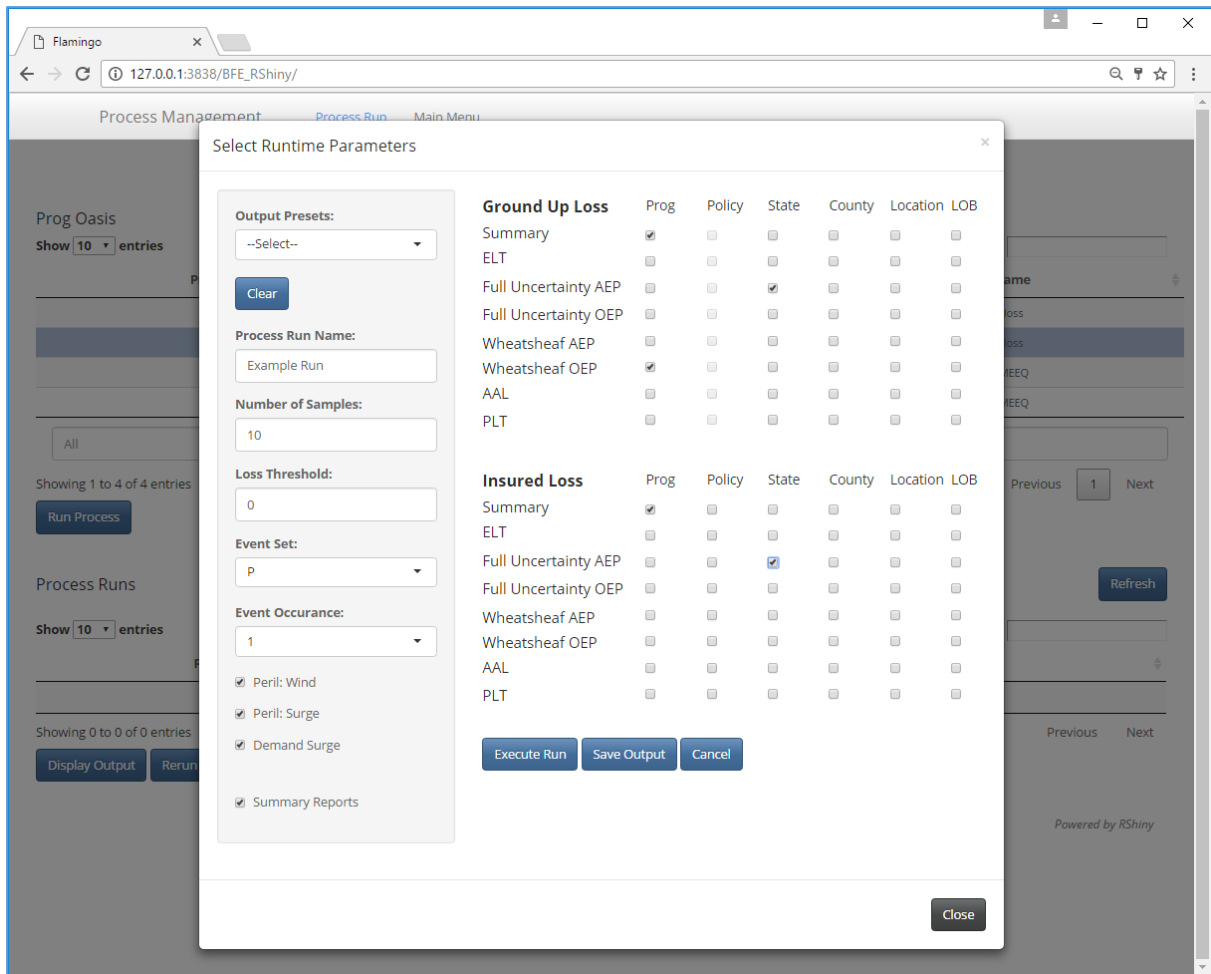 Flamingo
127.0.0.1:3838/BFE_RShiny/
Process Management Process Run Main Menu
Select Runtime Parameters ×
Prog Oasis
Show 10 entries
Output Presets:
--Select--
Clear
Process Run Name:
Example Run
Number of Samples:
10
Loss Threshold:
0
Event Set:
P
Event Occurance:
1
Peril: Wind
Peril: Surge
Demand Surge
Summary Reports
Ground Up Loss Prog Policy State County Location LOB
Summary
ELT
Full Uncertainty AEP
Full Uncertainty OEP
Wheatsheaf AEP
Wheatsheaf OEP
AAL
PLT
Insured Loss Prog Policy State County Location LOB
Summary
ELT
Full Uncertainty AEP
Full Uncertainty OEP
Wheatsheaf AEP
Wheatsheaf OEP
AAL
PLT
Execute Run Save Output Cancel
Close
All
Showing 1 to 4 of 4 entries
Previous 1 Next
Run Process
Process Runs
Refresh
Show 10 entries
Showing 0 to 0 of 0 entries
Previous Next
Display Output Rerun
Powered by RShiny